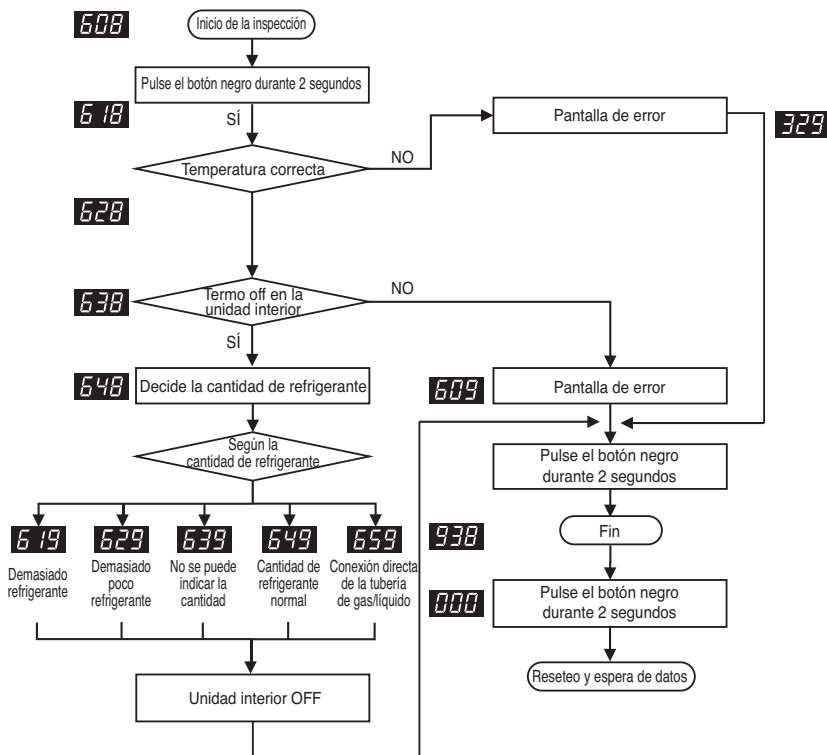 608
Inicio de la inspección
Pulse el botón negro durante 2 segundos
618
SÍ
Temperatura correcta
NO
Pantalla de error
329
628
638
Termo off en la
unidad interior
NO
SÍ
648
Decide la cantidad de refrigerante
609
Pantalla de error
Según la
cantidad de refrigerante
Pulse el botón negro
durante 2 segundos
619
Demasiado
refrigerante
629
Demasiado
poco
refrigerante
639
No se puede
indicar la
cantidad
649
Cantidad de
refrigerante
normal
659
Conexión directa
de la tubería
de gas/líquido
938
Fin
000
Pulse el botón negro
durante 2 segundos
Unidad interior OFF
Reseteo y espera de datos